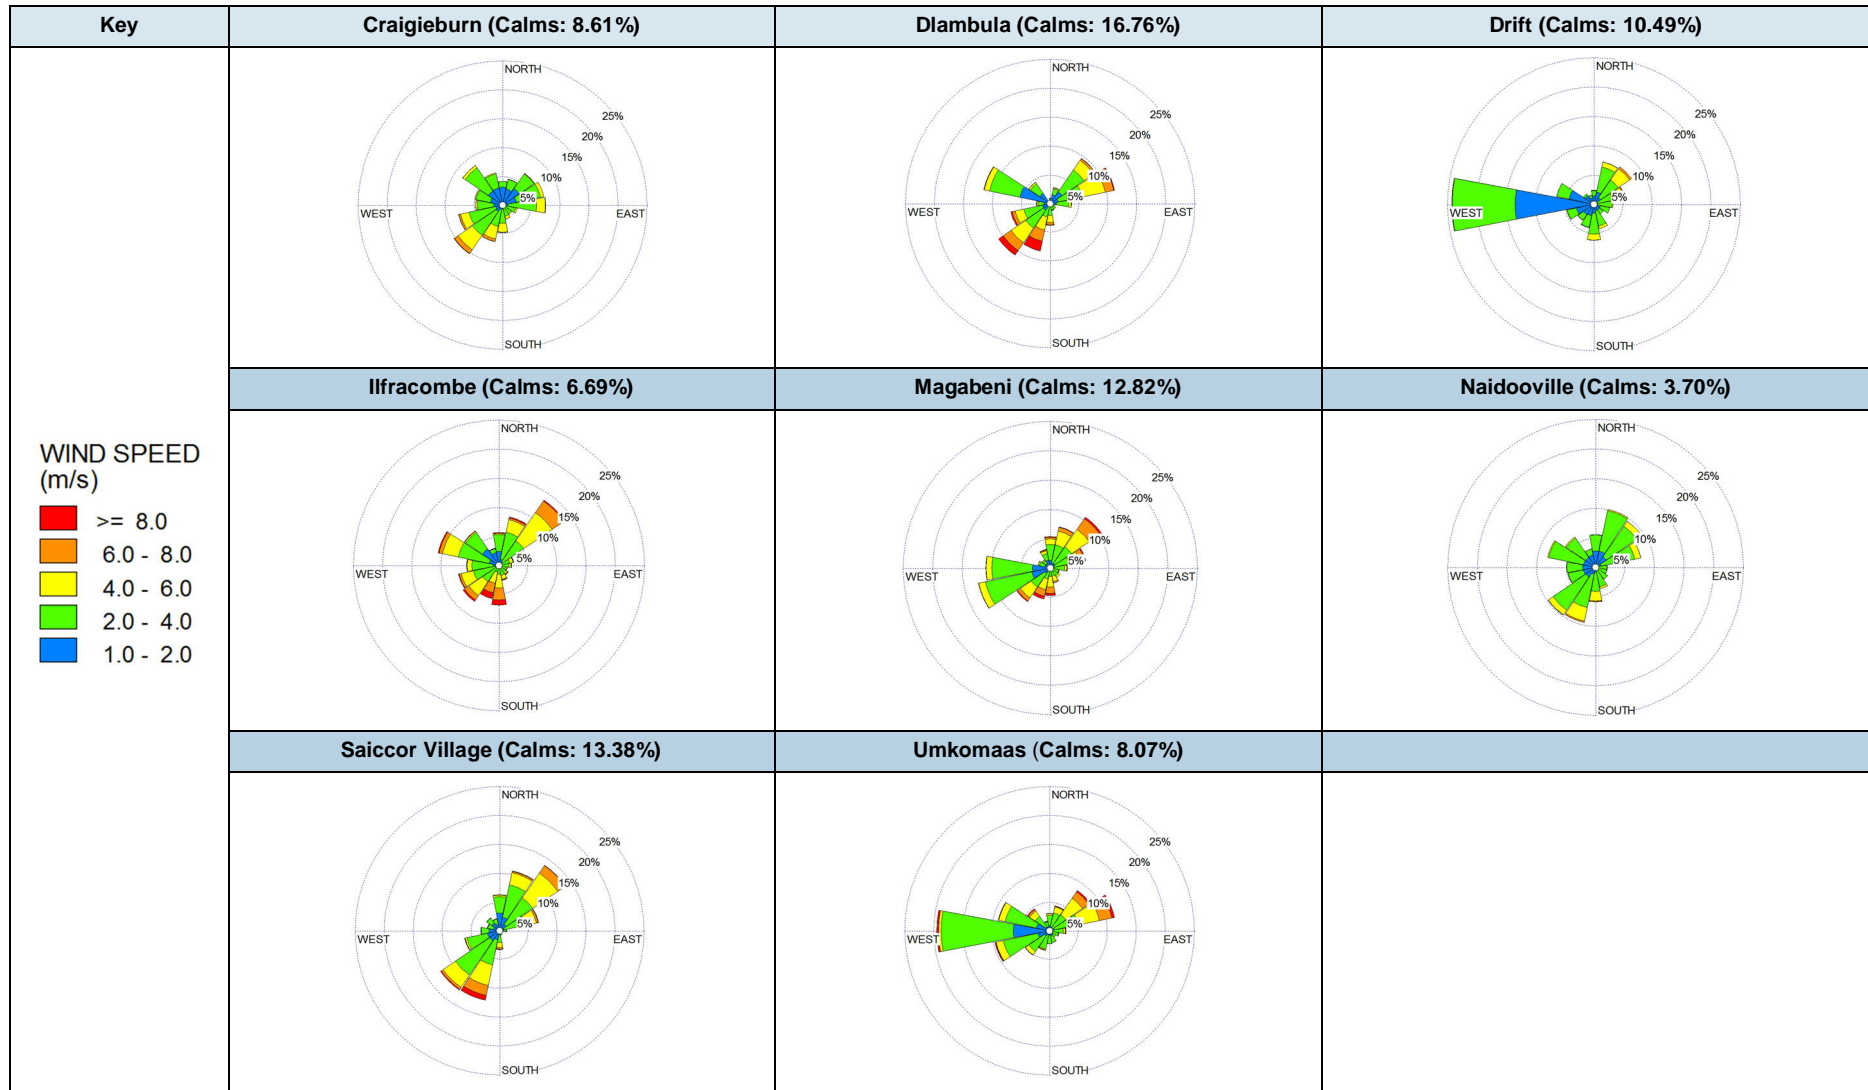 Key
Craigieburn (Calms: 8.61%)
Dlambula (Calms: 16.76%)
Drift (Calms: 10.49%)
NORTH
25%
20%
15%
10%
5%
WEST
EAST
SOUTH
NORTH
25%
20%
15%
10%
5%
WEST
EAST
SOUTH
NORTH
25%
20%
15%
10%
5%
WEST
EAST
SOUTH
WIND SPEED
(m/s)
>= 8.0
6.0 - 8.0
4.0 - 6.0
2.0 - 4.0
1.0 - 2.0
Ilfracombe (Calms: 6.69%)
Magabeni (Calms: 12.82%)
Naidooville (Calms: 3.70%)
NORTH
25%
20%
15%
10%
5%
WEST
EAST
SOUTH
NORTH
25%
20%
15%
10%
5%
WEST
EAST
SOUTH
NORTH
25%
20%
15%
10%
5%
WEST
EAST
SOUTH
Saiccor Village (Calms: 13.38%)
Umkomaas (Calms: 8.07%)
NORTH
25%
20%
15%
10%
5%
WEST
EAST
SOUTH
NORTH
25%
20%
15%
10%
5%
WEST
EAST
SOUTH